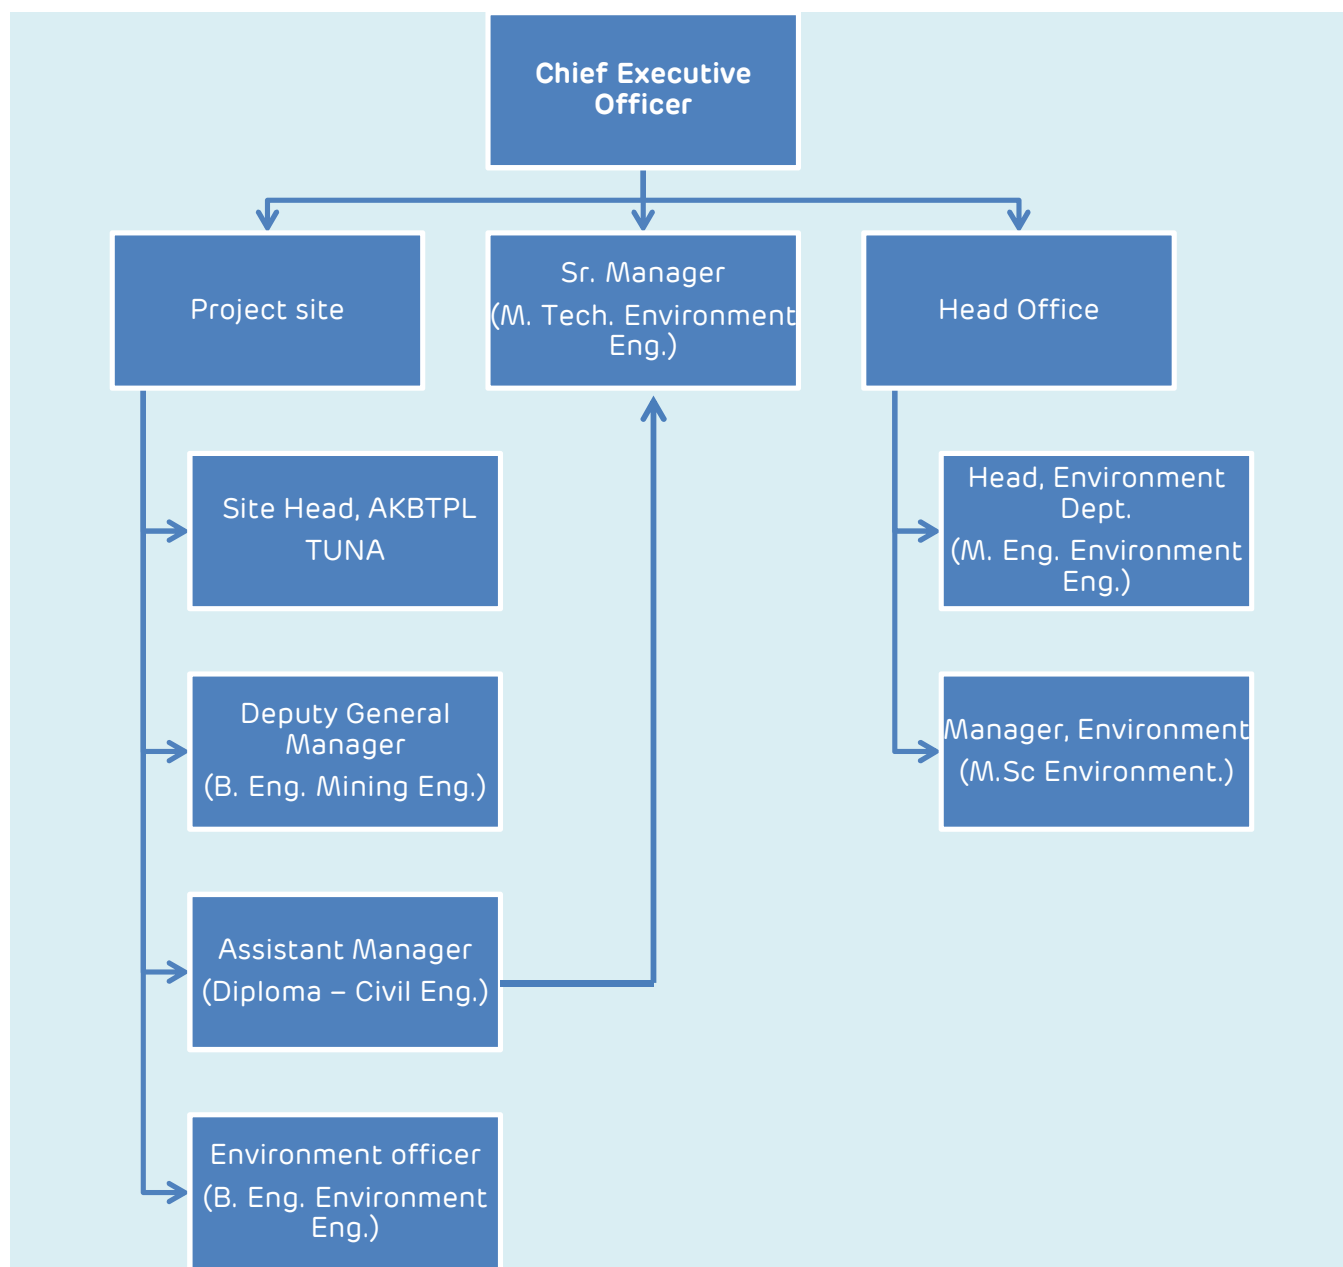 Chief Executive
Officer
Project site
Sr. Manager
(M. Tech. Environment
Eng.)
Head Office
Site Head, AKBTPL
TUNA
Head, Environment
Dept.
(M. Eng. Environment
Eng.)
Deputy General
Manager
(B. Eng. Mining Eng.)
Manager, Environment
(M.Sc Environment.)
Assistant Manager
(Diploma – Civil Eng.)
Environment officer
(B. Eng. Environment
Eng.)